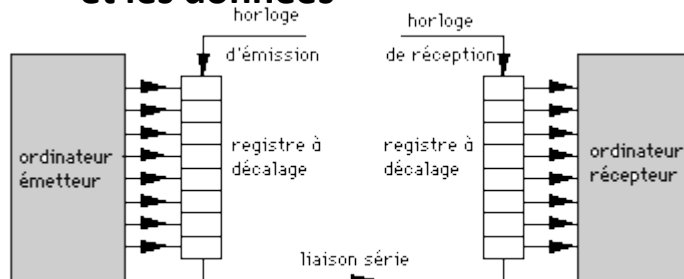 et les données
horloge
d'émission
horloge
de réception
ordinateur
émetteur
registre à
décalage
registre à
décalage
ordinateur
récepteur
liaison série